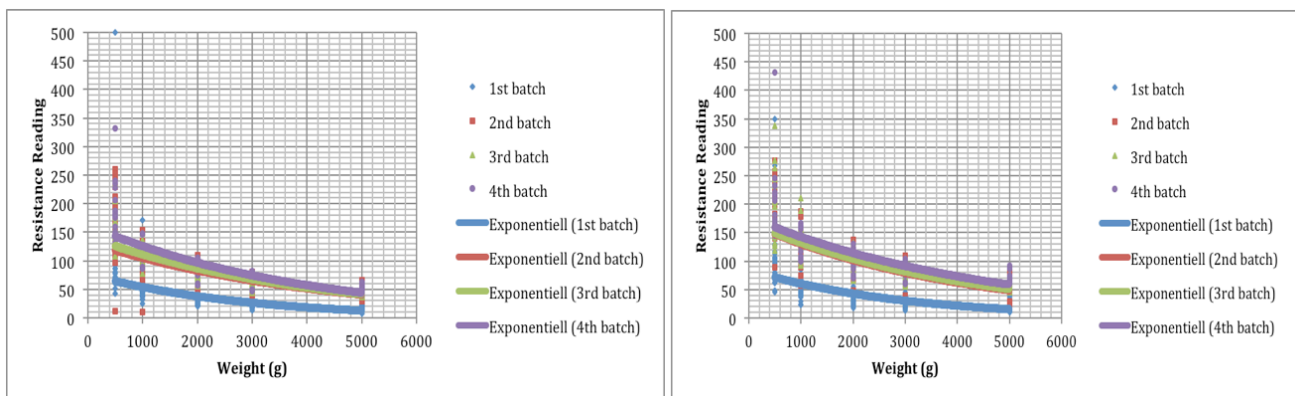 500
450
400
350
300
250
200
150
100
50
0
0 1000 2000 3000 4000 5000 6000
Resistance Reading
Weight (g)
1st batch
2nd batch
3rd batch
4th batch
Exponentiell (1st batch)
Exponentiell (2nd batch)
Exponentiell (3rd batch)
Exponentiell (4th batch)
500
450
400
350
300
250
200
150
100
50
0
0 1000 2000 3000 4000 5000 6000
Resistance Reading
Weight (g)
1st batch
2nd batch
3rd batch
4th batch
Exponentiell (1st batch)
Exponentiell (2nd batch)
Exponentiell (3rd batch)
Exponentiell (4th batch)